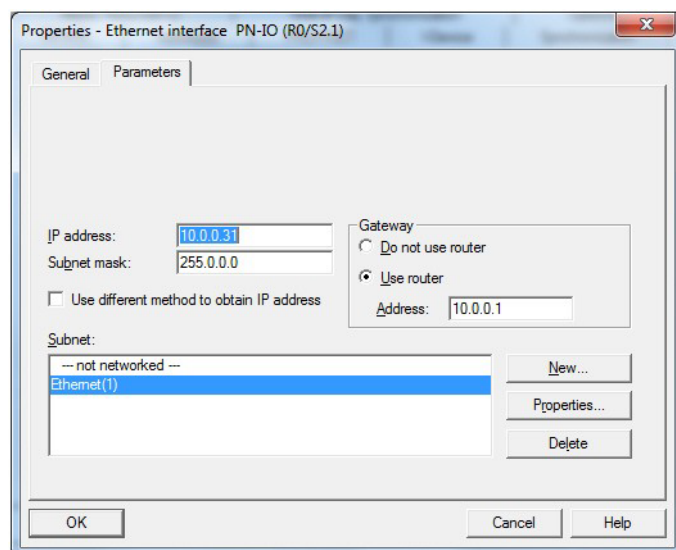 Properties - Ethernet interface PN-IO (R0/S2.1)
General Parameters
IP address: 10.0.0.31
Subnet mask: 255.0.0.0
Use different method to obtain IP address
Gateway
Do not use router
Use router
Address: 10.0.0.1
Subnet:
--- not networked ---
Ethernet(1)
New...
Properties...
Delete
OK Cancel Help